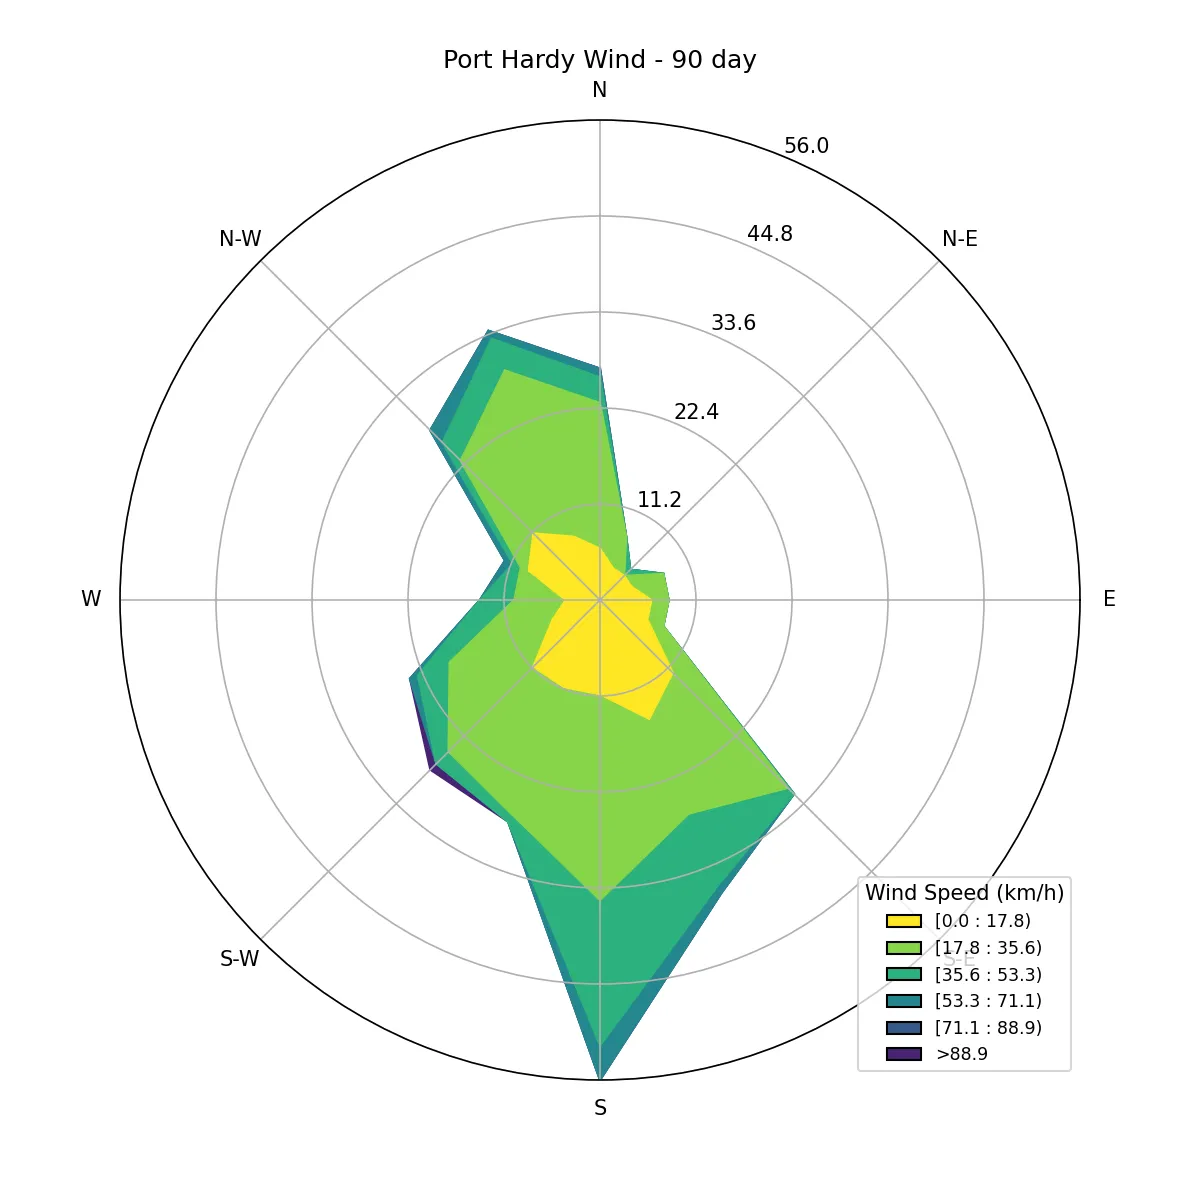 Port Hardy Wind - 90 day
N
56.0
44.8
N-W
N-E
33.6
22.4
11.2
W
E
S-W
S-E
Wind Speed (km/h)
[0.0 : 17.8)
[17.8 : 35.6)
[35.6 : 53.3)
[53.3 : 71.1)
[71.1 : 88.9)
>88.9
S